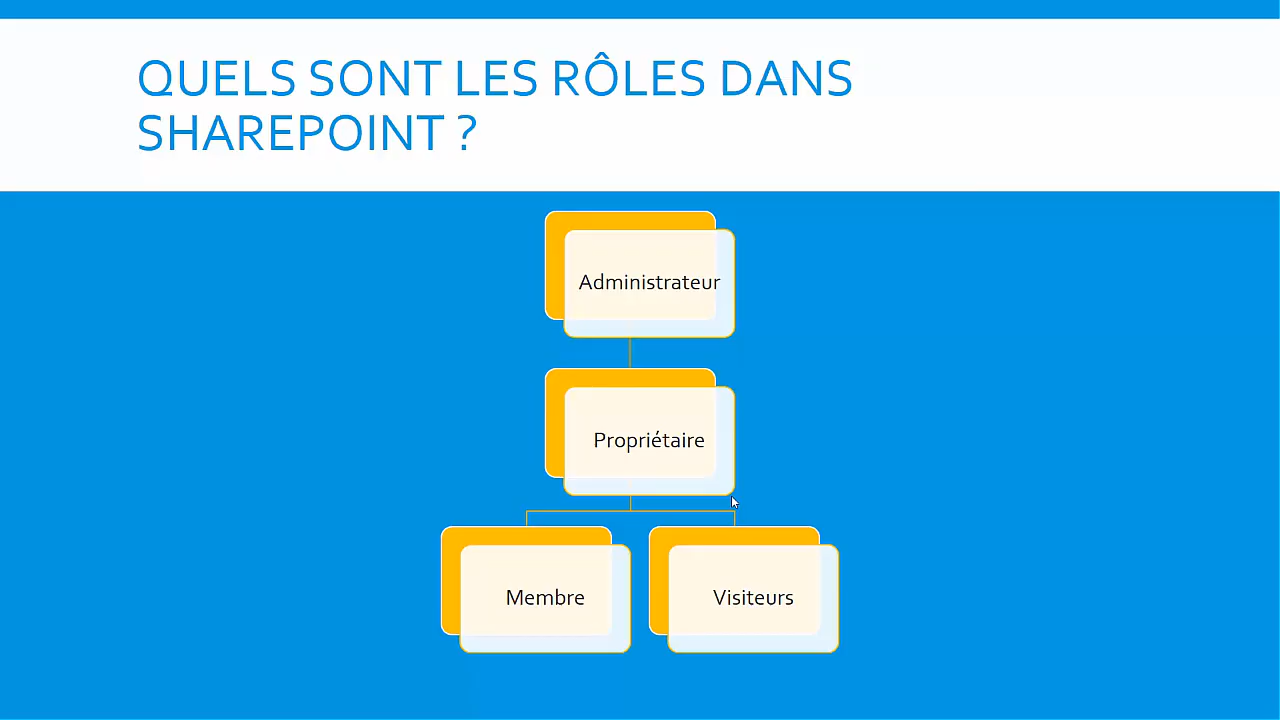 QUELS SONT LES RÔLES DANS
SHAREPOINT ?
Administrateur
Propriétaire
Membre
Visiteurs